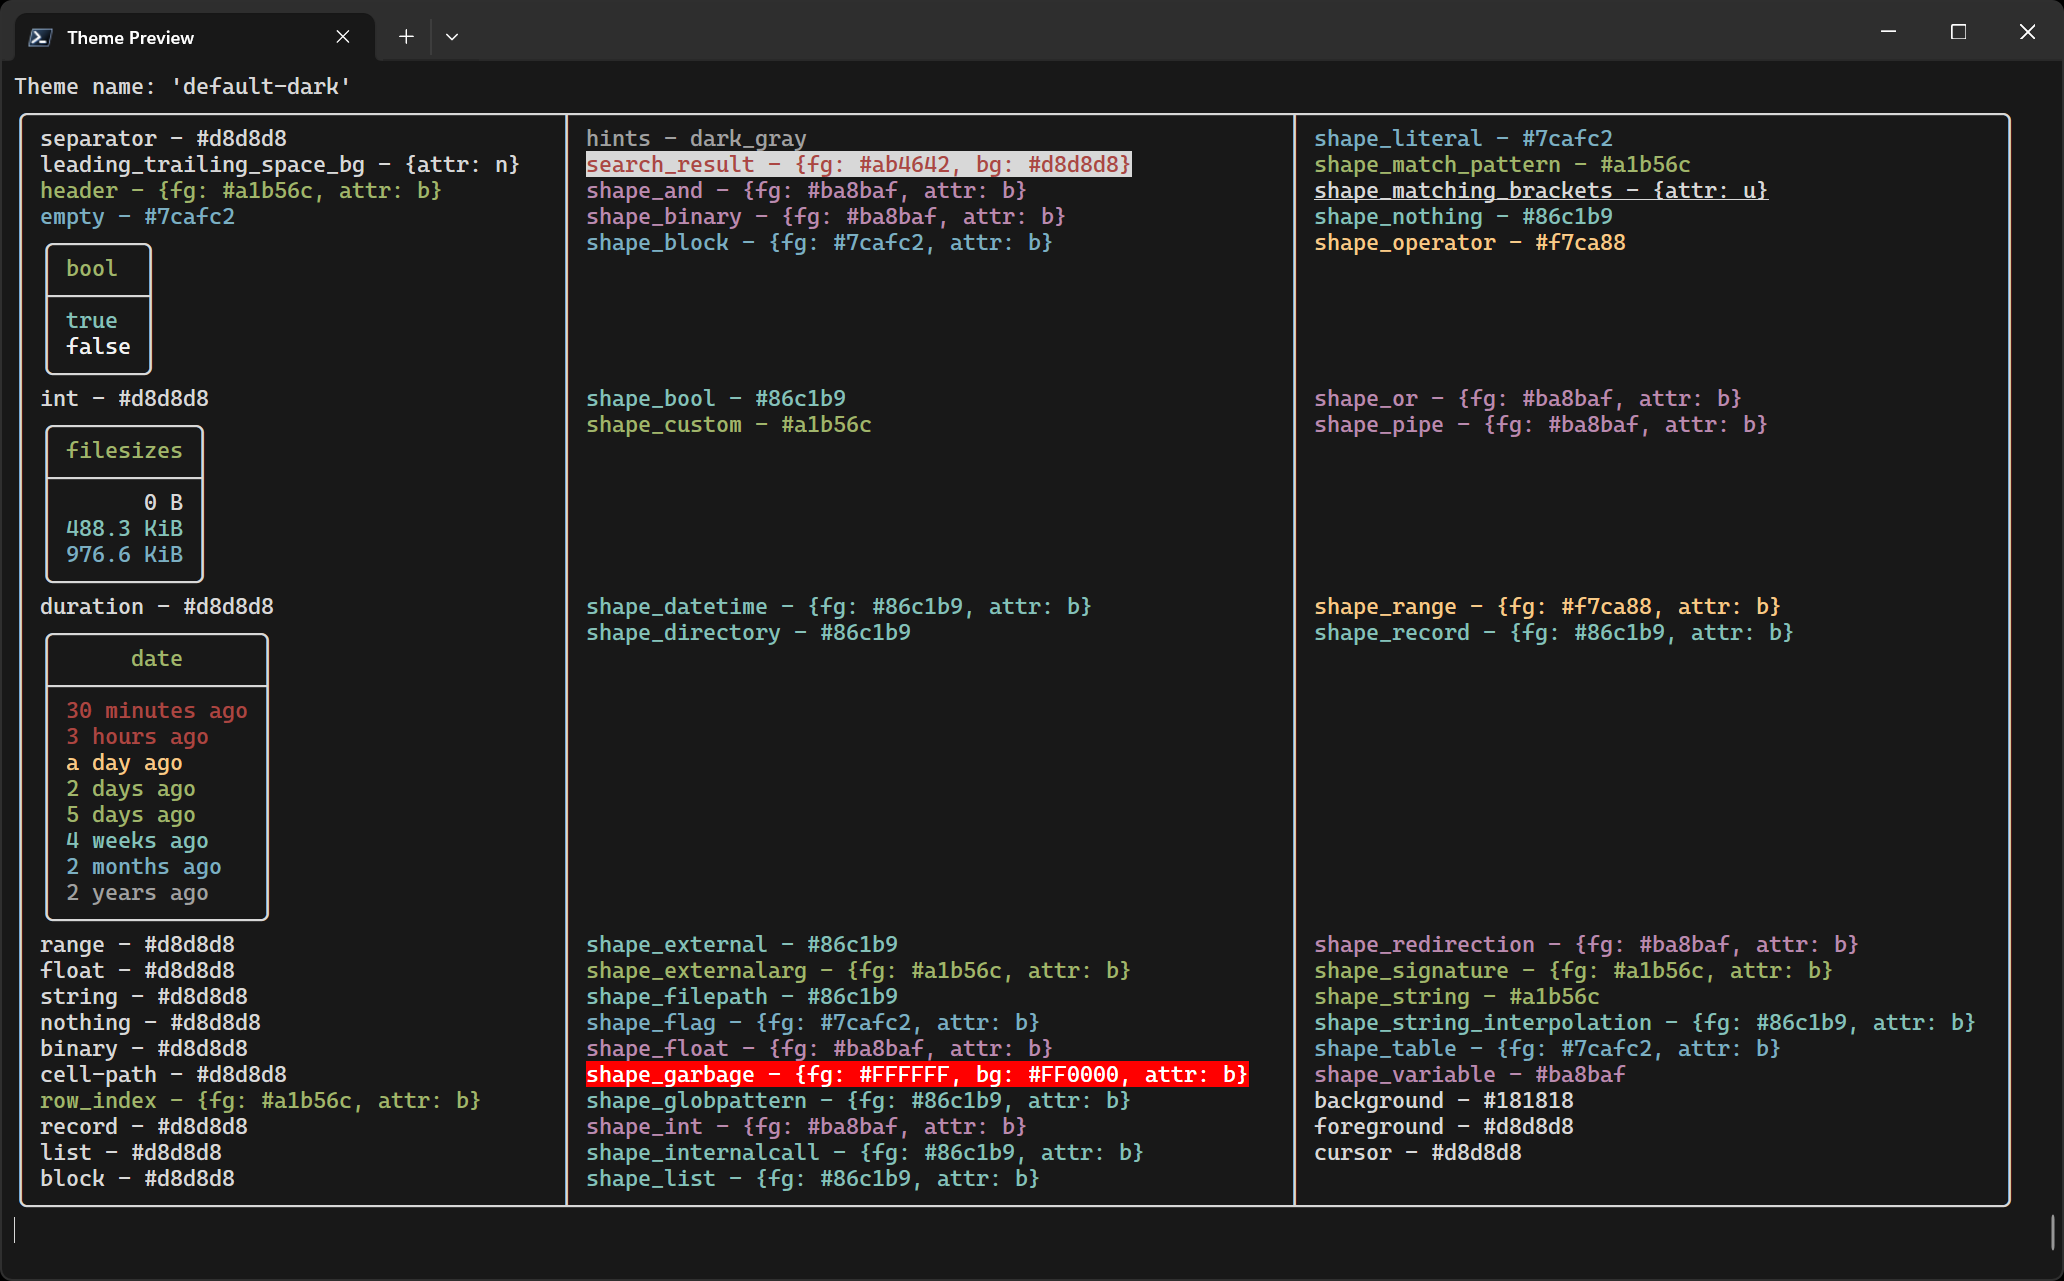 Theme Preview
Theme name: 'default-dark'
separator - #d8d8d8
leading_trailing_space_bg - {attr: n}
header - {fg: #a1b56c, attr: b}
empty - #7cafc2
bool
true
false
int - #d8d8d8
filesizes
0 B
488.3 KiB
976.6 KiB
duration - #d8d8d8
date
30 minutes ago
3 hours ago
a day ago
2 days ago
5 days ago
4 weeks ago
2 months ago
2 years ago
range - #d8d8d8
float - #d8d8d8
string - #d8d8d8
nothing - #d8d8d8
binary - #d8d8d8
cell-path - #d8d8d8
row_index - {fg: #a1b56c, attr: b}
record - #d8d8d8
list - #d8d8d8
block - #d8d8d8
hints - dark_gray
search_result - {fg: #ab4642, bg: #d8d8d8}
shape_and - {fg: #ba8baf, attr: b}
shape_binary - {fg: #ba8baf, attr: b}
shape_block - {fg: #7cafc2, attr: b}
shape_bool - #86c1b9
shape_custom - #a1b56c
shape_datetime - {fg: #86c1b9, attr: b}
shape_directory - #86c1b9
shape_external - #86c1b9
shape_externalarg - {fg: #a1b56c, attr: b}
shape_filepath - #86c1b9
shape_flag - {fg: #7cafc2, attr: b}
shape_float - {fg: #ba8baf, attr: b}
shape_garbage - {fg: #FFFFFF, bg: #FF0000, attr: b}
shape_globpattern - {fg: #86c1b9, attr: b}
shape_int - {fg: #ba8baf, attr: b}
shape_internalcall - {fg: #86c1b9, attr: b}
shape_list - {fg: #86c1b9, attr: b}
shape_literal - #7cafc2
shape_match_pattern - #a1b56c
shape_matching_brackets - {attr: u}
shape_nothing - #86c1b9
shape_operator - #f7ca88
shape_or - {fg: #ba8baf, attr: b}
shape_pipe - {fg: #ba8baf, attr: b}
shape_range - {fg: #f7ca88, attr: b}
shape_record - {fg: #86c1b9, attr: b}
shape_redirection - {fg: #ba8baf, attr: b}
shape_signature - {fg: #a1b56c, attr: b}
shape_string - #a1b56c
shape_string_interpolation - {fg: #86c1b9, attr: b}
shape_table - {fg: #7cafc2, attr: b}
shape_variable - #ba8baf
background - #181818
foreground - #d8d8d8
cursor - #d8d8d8